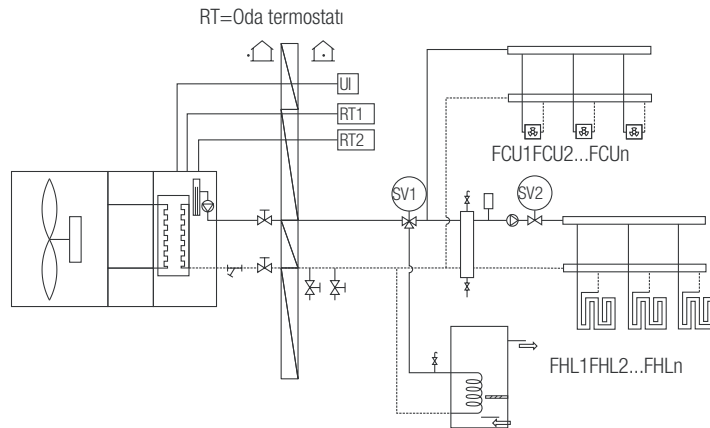 RT=Oda termostatı
UI
RT1
RT2
FCU1FCU2...FCUn
SV1
SV2
FHL1FHL2...FHLn